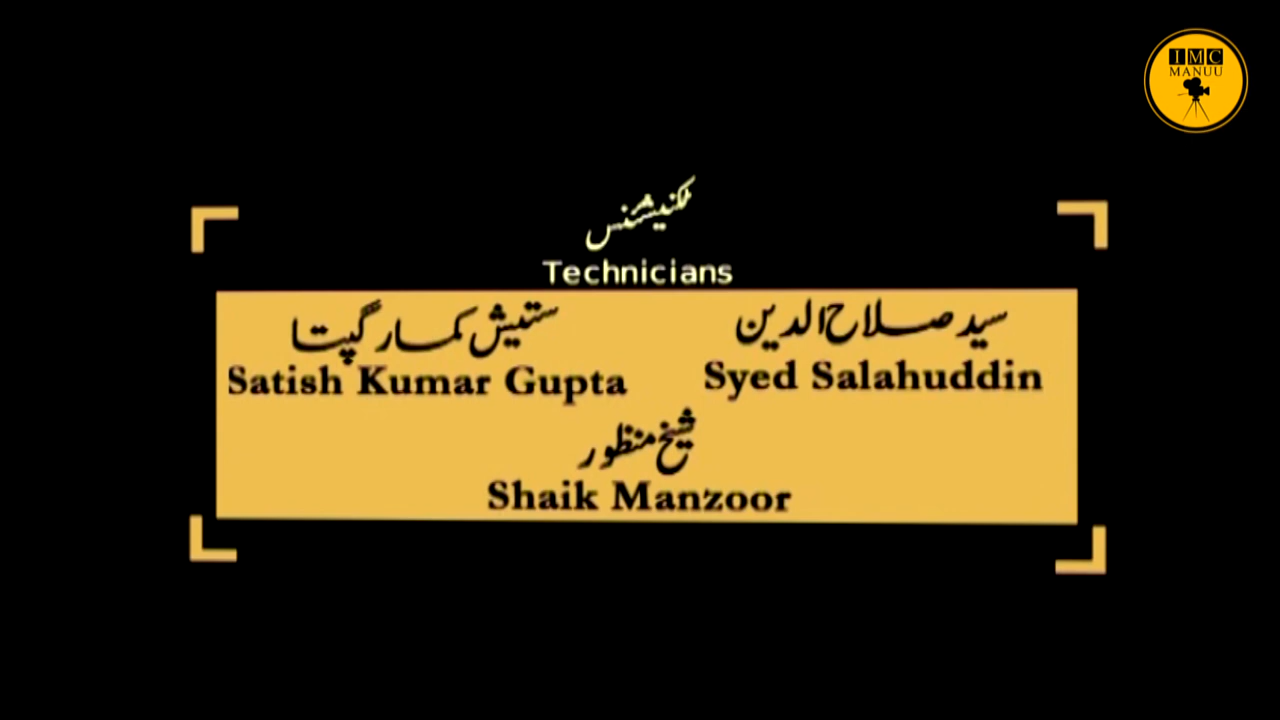 IMC
MANUU
ٹکنیشنس
Technicians
ستیش کمار گپتا
سید صلاح الدین
Satish Kumar Gupta
Syed Salahuddin
شیخ منظور
Shaik Manzoor